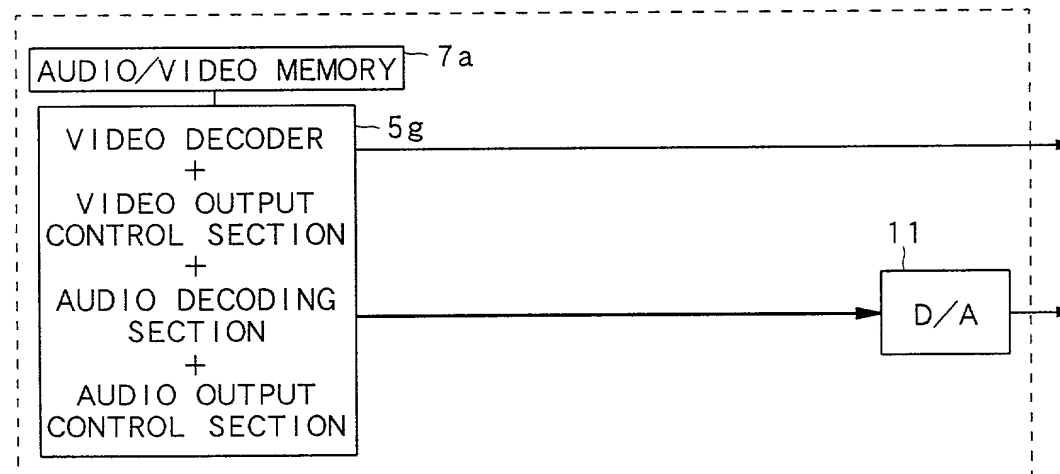 AUDIO/VIDEO MEMORY
7a
VIDEO DECODER
+
VIDEO OUTPUT
CONTROL SECTION
+
AUDIO DECODING
SECTION
+
AUDIO OUTPUT
CONTROL SECTION
5g
11
D/A